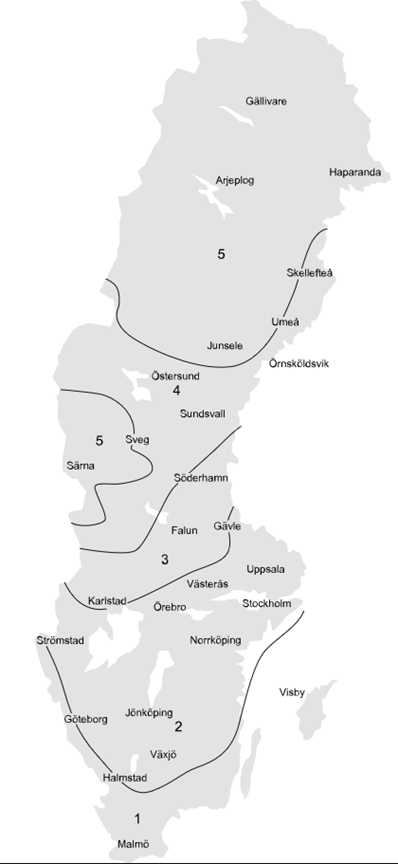 Gällivare
Haparanda
Arjeplog
5
Skellefteå
Umeå
Junsele
Örnsköldsvik
Östersund
4
Sundsvall
5
Sveg
Särna
Söderhamn
Gävle
Falun
3
Uppsala
Västerås
Karlstad
Örebro
Stockholm
Strömstad
Norrköping
Visby
Jönköping
Göteborg
2
Växjö
Halmstad
1
Malmö